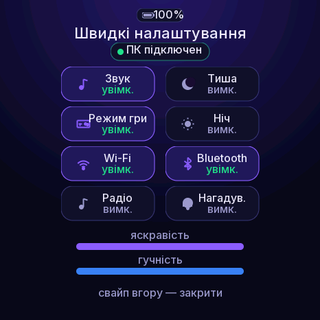 100%
Швидкі налаштування
ПК підключен
Звук
увімк.
Тиша
вимк.
Режим гри
увімк.
Ніч
вимк.
Wi-Fi
увімк.
Bluetooth
увімк.
Радіо
вимк.
Нагадув.
вимк.
яскравість
гучність
свайп вгору — закрити